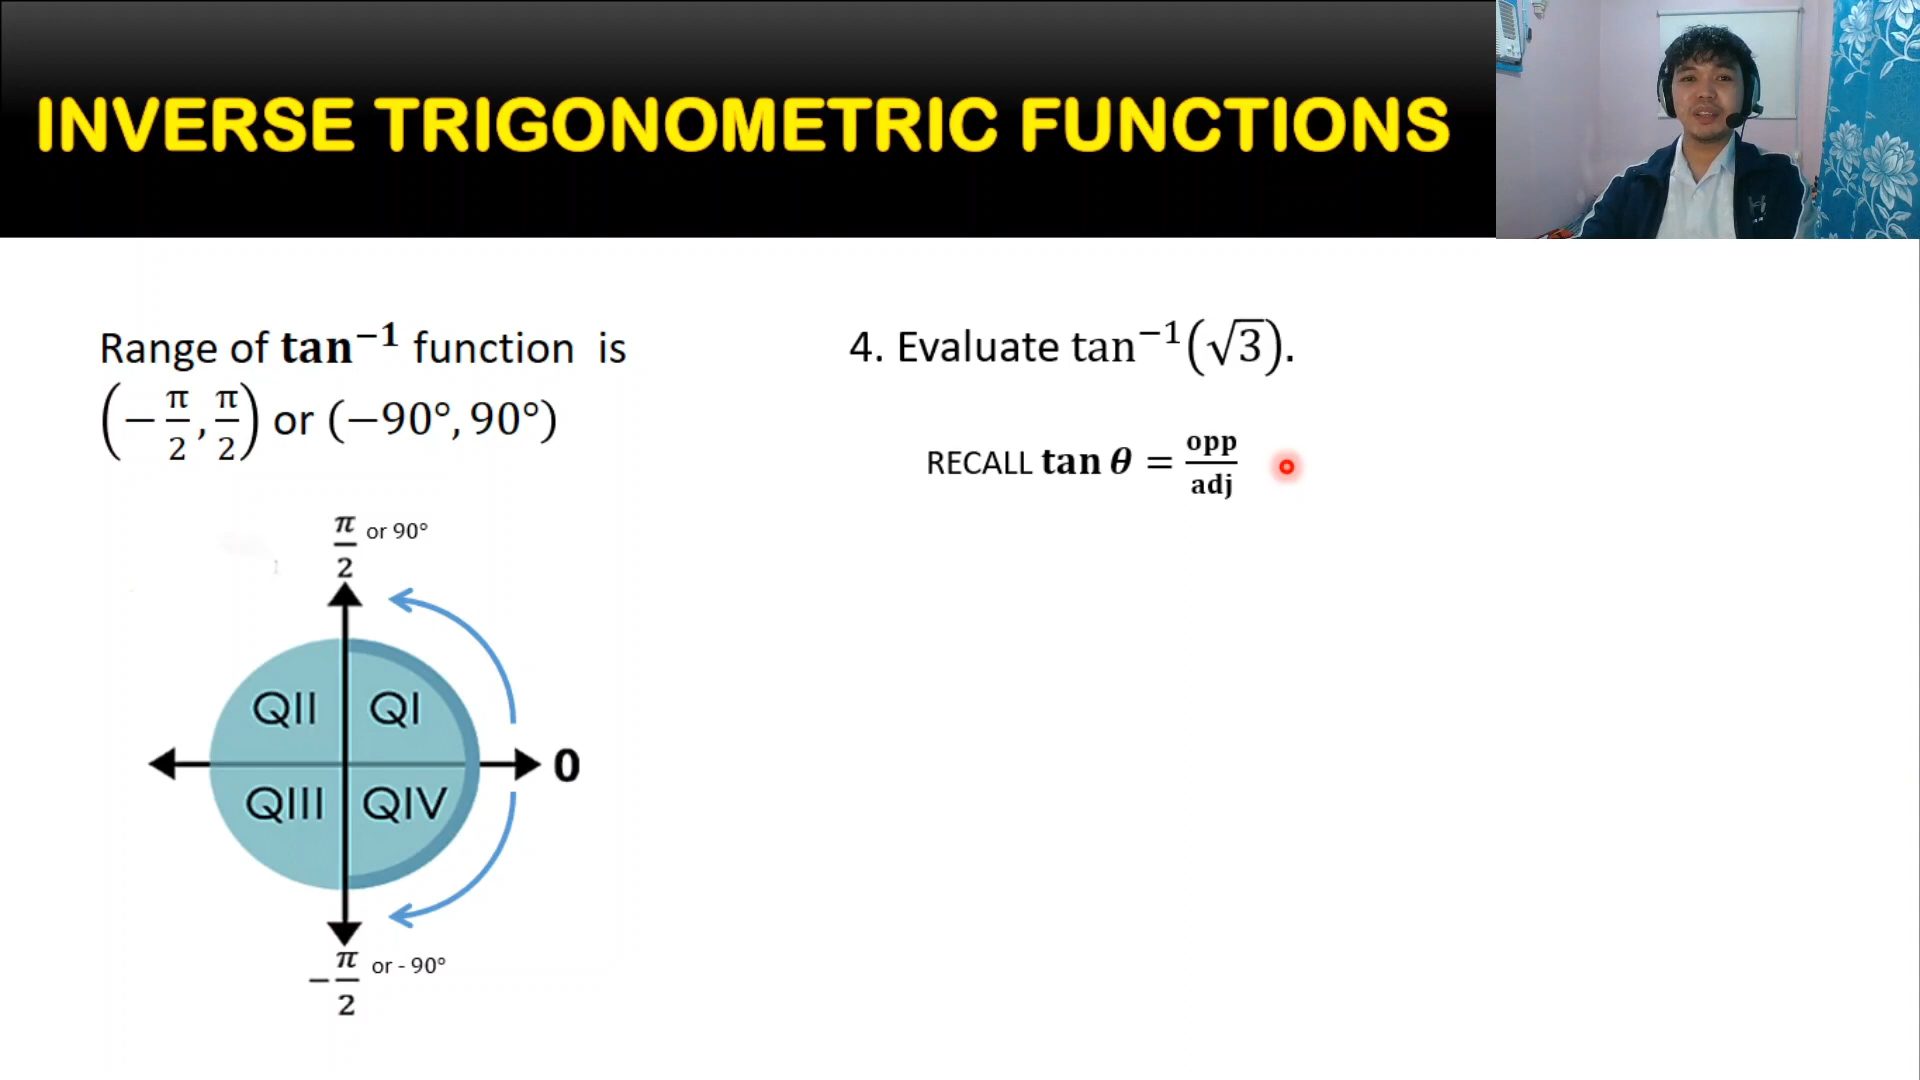 INVERSE TRIGONOMETRIC FUNCTIONS
Range of tan⁻¹ function is
(−π/2, π/2) or (−90°, 90°)
π/2 or 90°
QII QI
0
QIII QIV
−π/2 or - 90°
4. Evaluate tan⁻¹(√3).
RECALL tan θ = opp/adj